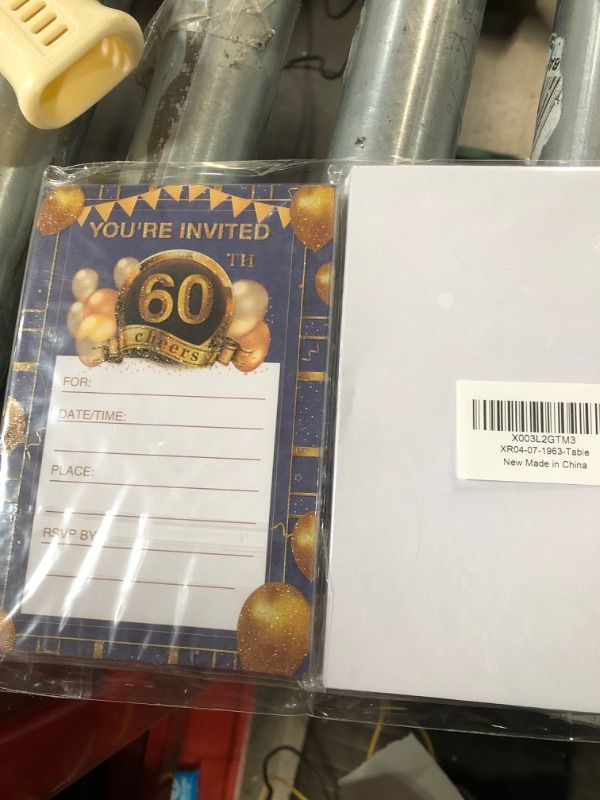 YOU'RE INVITED
60 TH
cheers
FOR:
DATE/TIME:
PLACE:
RSVP BY
X003L2GTM3
XR04-07-1963-Table
New Made in China